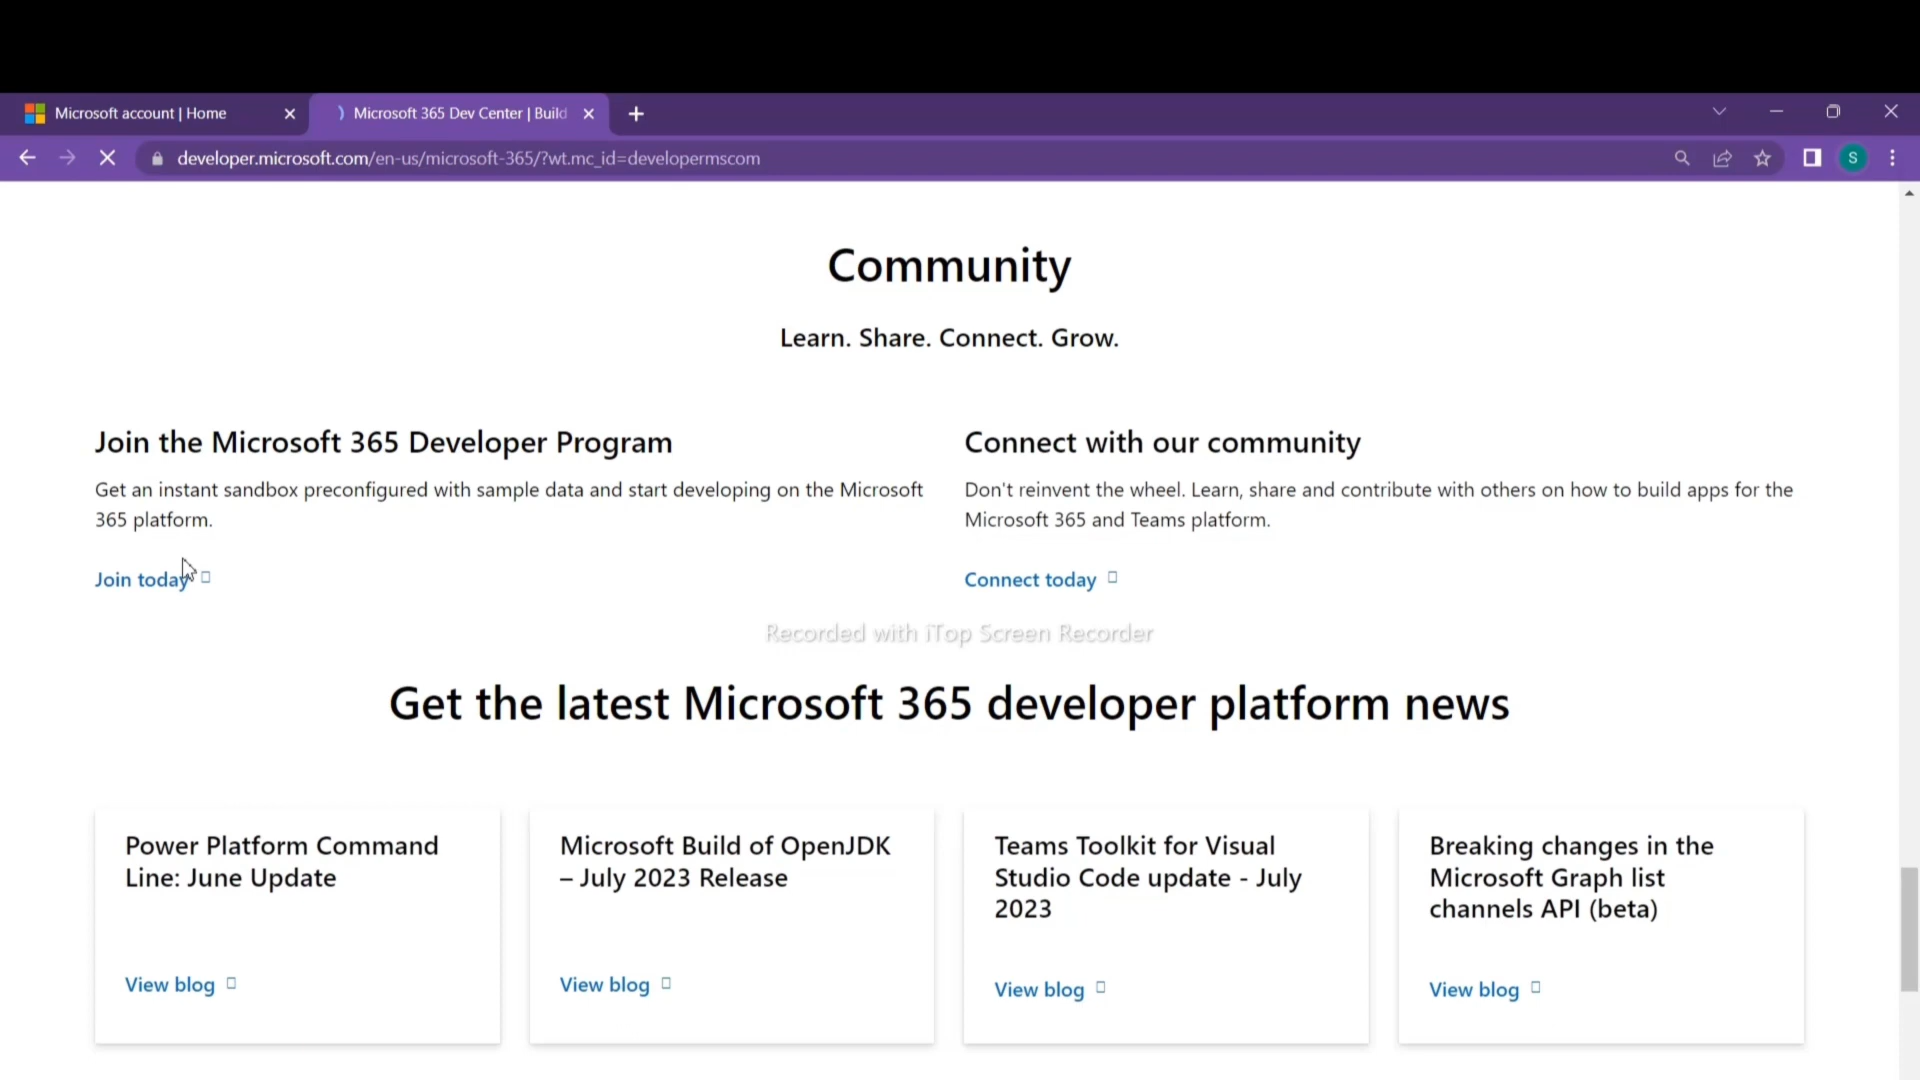 Microsoft account | Home
Microsoft 365 Dev Center | Build
developer.microsoft.com/en-us/microsoft-365/?wt.mc_id=developermscom
S
Community
Learn. Share. Connect. Grow.
Join the Microsoft 365 Developer Program
Get an instant sandbox preconfigured with sample data and start developing on the Microsoft
365 platform.
Join today
Connect with our community
Don't reinvent the wheel. Learn, share and contribute with others on how to build apps for the
Microsoft 365 and Teams platform.
Connect today
Recorded with iTop Screen Recorder
Get the latest Microsoft 365 developer platform news
Power Platform Command
Line: June Update
View blog
Microsoft Build of OpenJDK
– July 2023 Release
View blog
Teams Toolkit for Visual
Studio Code update - July
2023
View blog
Breaking changes in the
Microsoft Graph list
channels API (beta)
View blog